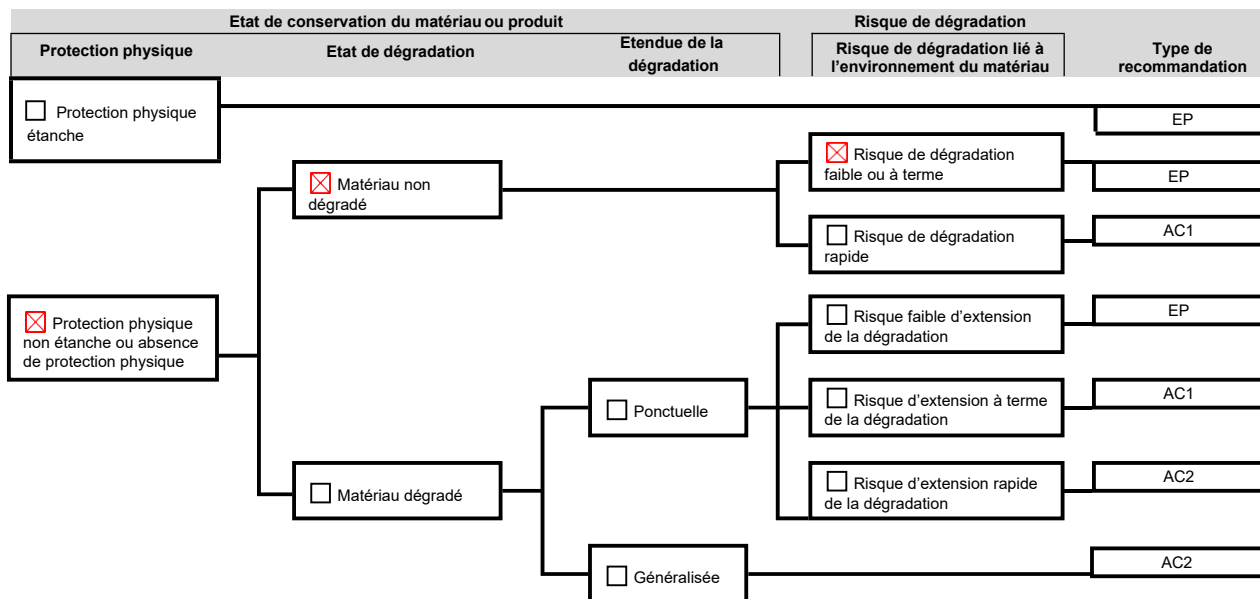 Etat de conservation du matériau ou produit
Risque de dégradation
Protection physique
Etat de dégradation
Etendue de la
dégradation
Risque de dégradation lié à
l'environnement du matériau
Type de
recommandation
Protection physique
étanche
EP
Matériau non
dégradé
Risque de dégradation
faible ou à terme
EP
Risque de dégradation
rapide
AC1
Protection physique
non étanche ou absence
de protection physique
Risque faible d'extension
de la dégradation
EP
Ponctuelle
Risque d'extension à terme
de la dégradation
AC1
Matériau dégradé
Risque d'extension rapide
de la dégradation
AC2
Généralisée
AC2